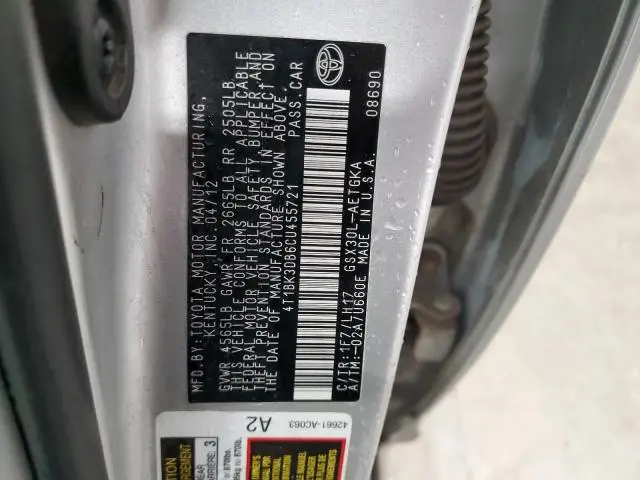 MFD.BY:TOYOTA MOTOR MANUFACTURING,
KENTUCKY, INC. 04/12
GVWR 4855LB GAWR FR 2665LB RR 2505LB
THIS VEHICLE CONFORMS TO ALL APPLICABLE
FEDERAL MOTOR VEHICLE SAFETY, BUMPER,AND
THEFT PREVENTION STANDARDS IN EFFECT ON
THE DATE OF MANUFACTURE SHOWN ABOVE.
4T1BK3DB6CU455721 PASS.CAR
C/TR:1F7/LH17 GSX30L-AETGKA
A/TM:-02A/U660E MADE IN U.S.A. 08690
42661-AC063
A2
3